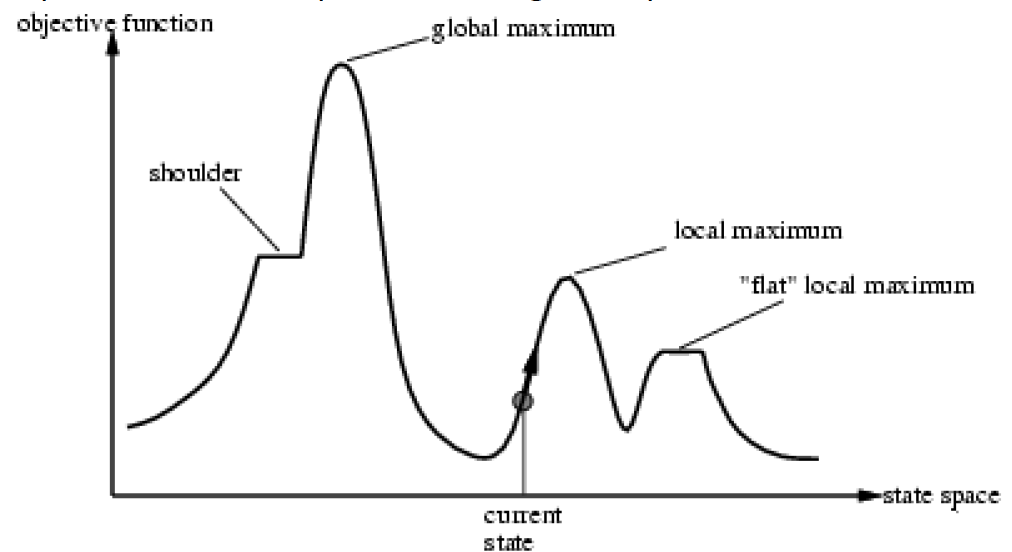 objective function
global maximum
shoulder
local maximum
"flat" local maximum
state space
current
state